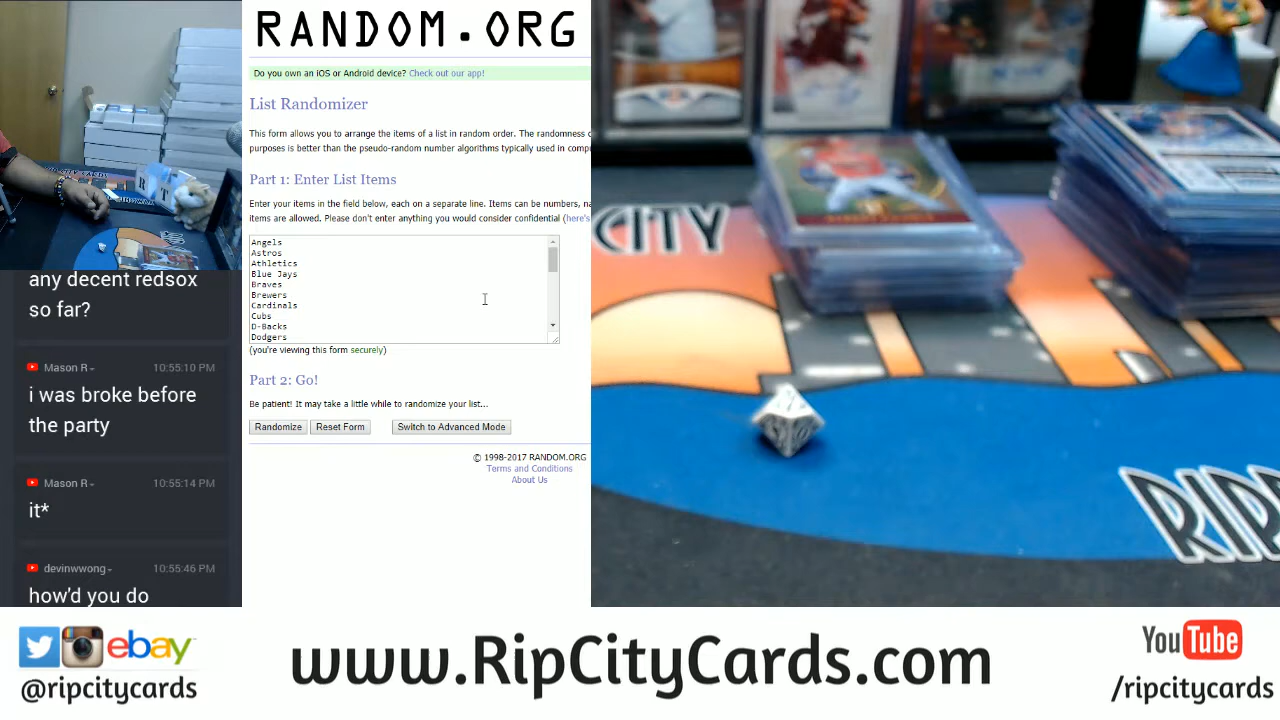 RANDOM.ORG
Do you own an iOS or Android device? Check out our app!
List Randomizer
This form allows you to arrange the items of a list in random order. The randomness
purposes is better than the pseudo-random number algorithms typically used in
Part 1: Enter List Items
Enter your items in the field below, each on a separate line. Items can be numbers,
items are allowed. Please don't enter anything you would consider confidential (here's
Angels
Astros
Athletics
Blue Jays
Braves
Brewers
Cardinals
Cubs
D-Backs
Dodgers
(you're viewing this form securely)
Part 2: Go!
Be patient! It may take a little while to randomize your list...
Randomize Reset Form Switch to Advanced Mode
© 1998-2017 RANDOM.ORG
Terms and Conditions
About Us
any decent redsox
so far?
Mason R 10:55:10 PM
i was broke before
the party
Mason R 10:55:14 PM
it*
devinwwong 10:55:46 PM
how'd you do
CITY
RIP
ebay
@ripcitycards
www.RipCityCards.com
YouTube
/ripcitycards